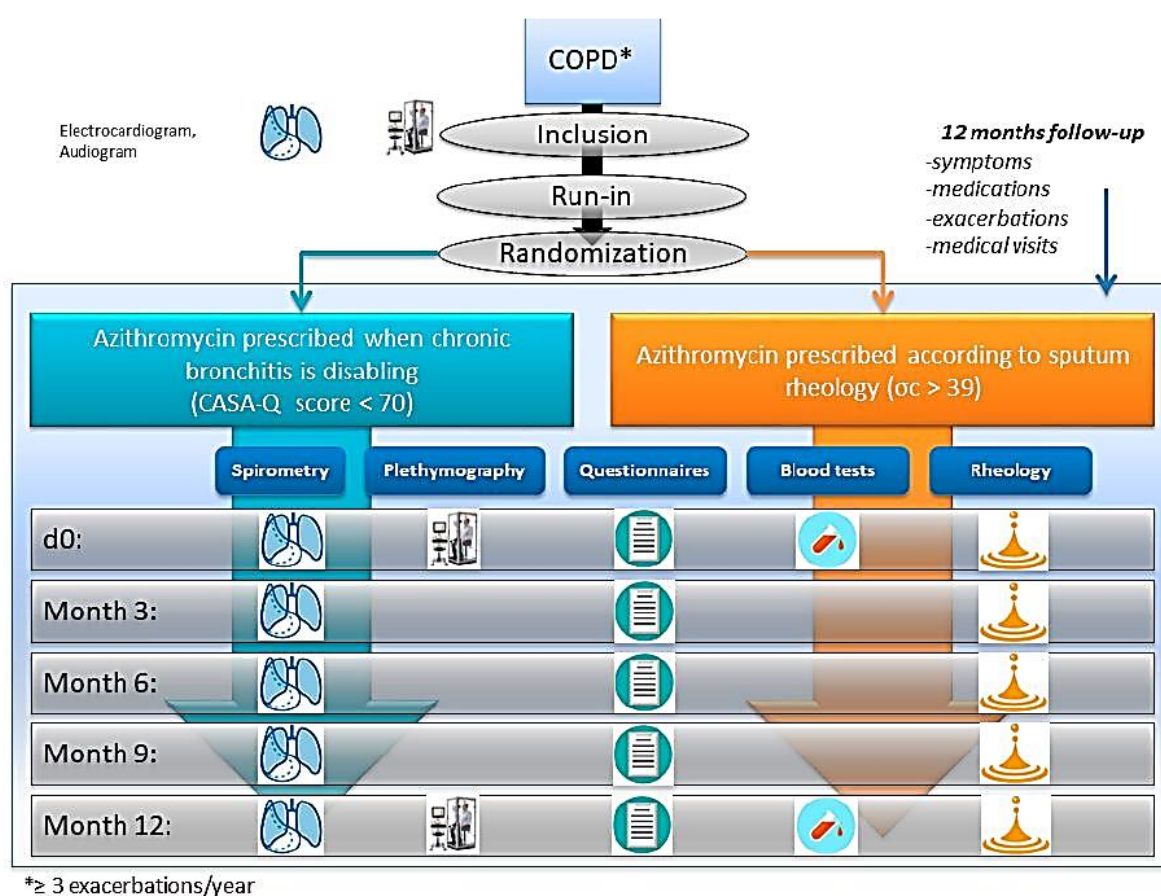 COPD*
Electrocardiogram,
Audiogram
Inclusion
Run-in
Randomization
12 months follow-up
-symptoms
-medications
-exacerbations
-medical visits
Azithromycin prescribed when chronic
bronchitis is disabling
(CASA-Q score < 70)
Azithromycin prescribed according to sputum
rheology (σc > 39)
Spirometry
Plethymography
Questionnaires
Blood tests
Rheology
d0:
Month 3:
Month 6:
Month 9:
Month 12:
*≥ 3 exacerbations/year